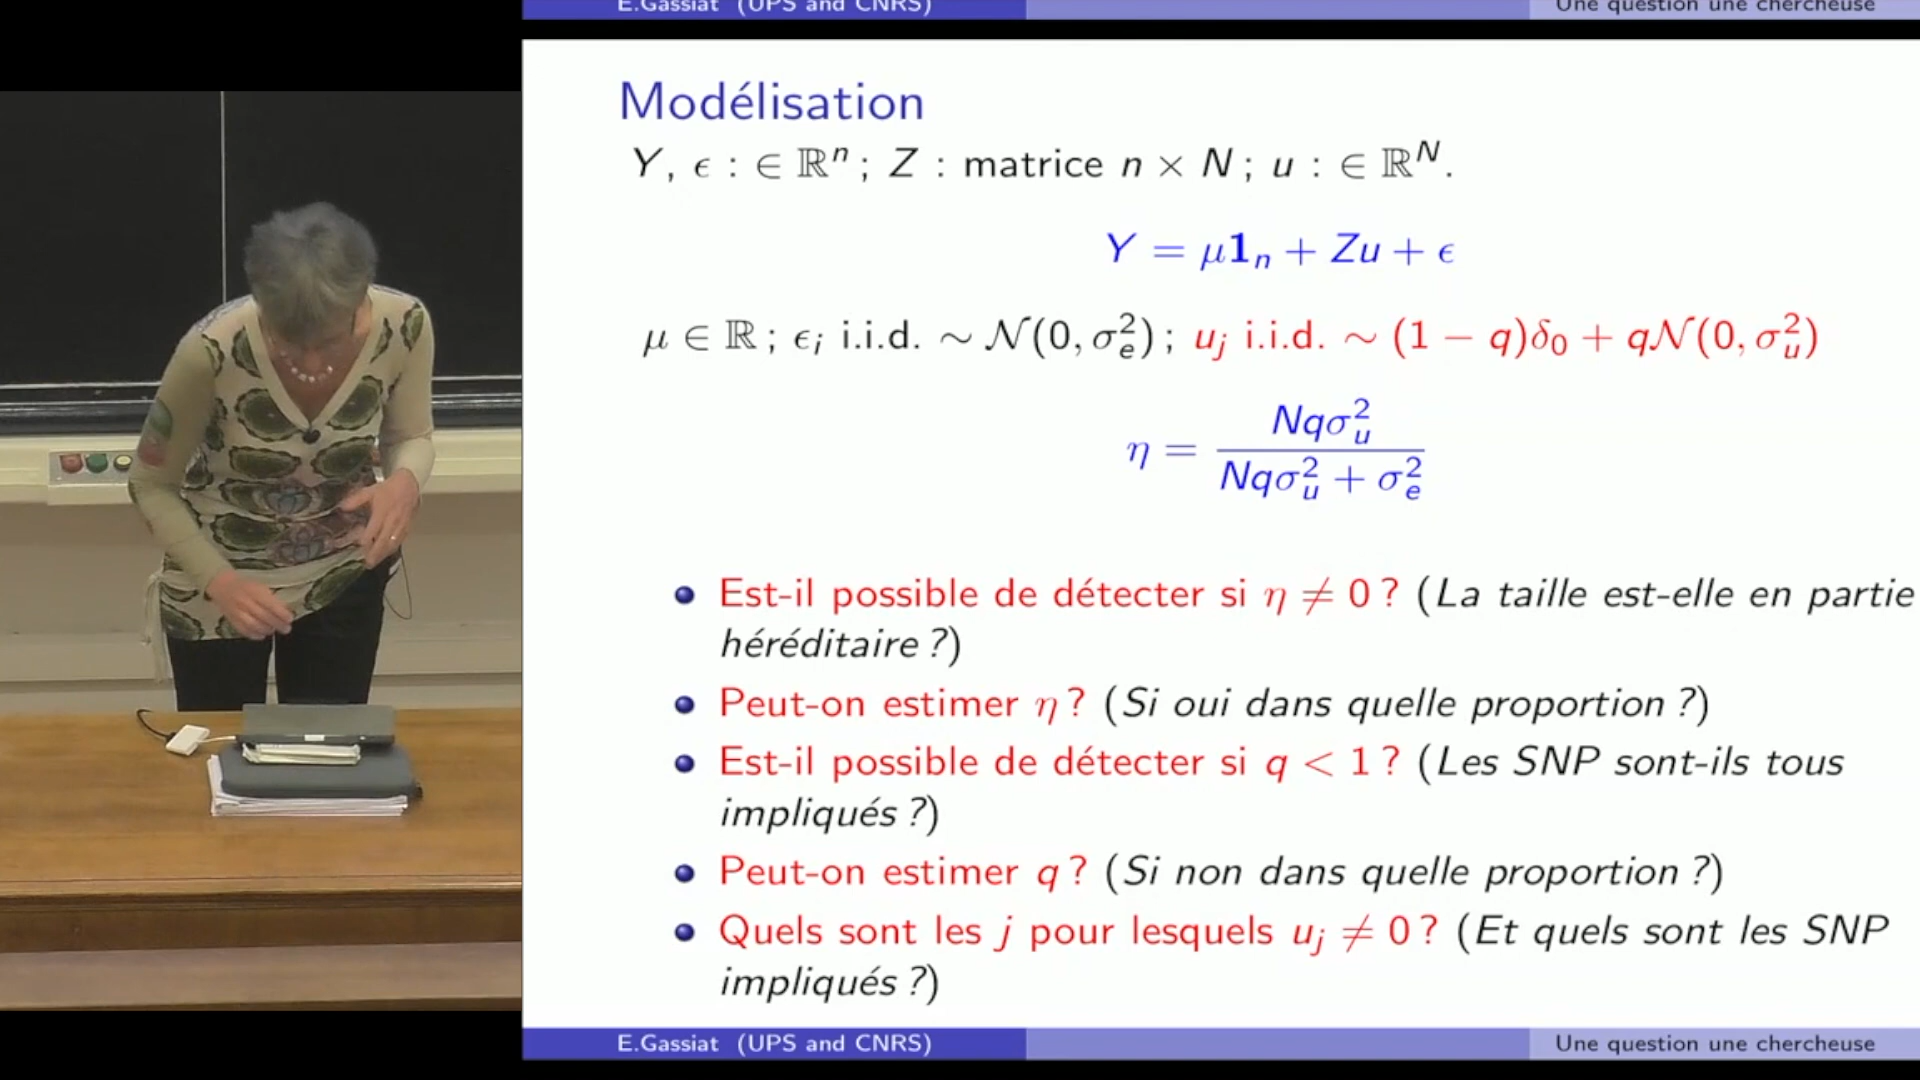 E.Gassiat (UPS and CNRS) Une question une chercheuse
Modélisation
Y, ϵ : ∈ ℝⁿ ; Z : matrice n × N ; u : ∈ ℝᴺ.
Y = μ𝟏ₙ + Zu + ϵ
μ ∈ ℝ ; ϵᵢ i.i.d. ∼ 𝒩(0, σₑ²) ; uⱼ i.i.d. ∼ (1 − q)δ₀ + q𝒩(0, σᵤ²)
η = Nqσᵤ² / (Nqσᵤ² + σₑ²)
• Est-il possible de détecter si η ≠ 0 ? (La taille est-elle en partie
héréditaire ?)
• Peut-on estimer η ? (Si oui dans quelle proportion ?)
• Est-il possible de détecter si q < 1 ? (Les SNP sont-ils tous
impliqués ?)
• Peut-on estimer q ? (Si non dans quelle proportion ?)
• Quels sont les j pour lesquels uⱼ ≠ 0 ? (Et quels sont les SNP
impliqués ?)
E.Gassiat (UPS and CNRS) Une question une chercheuse